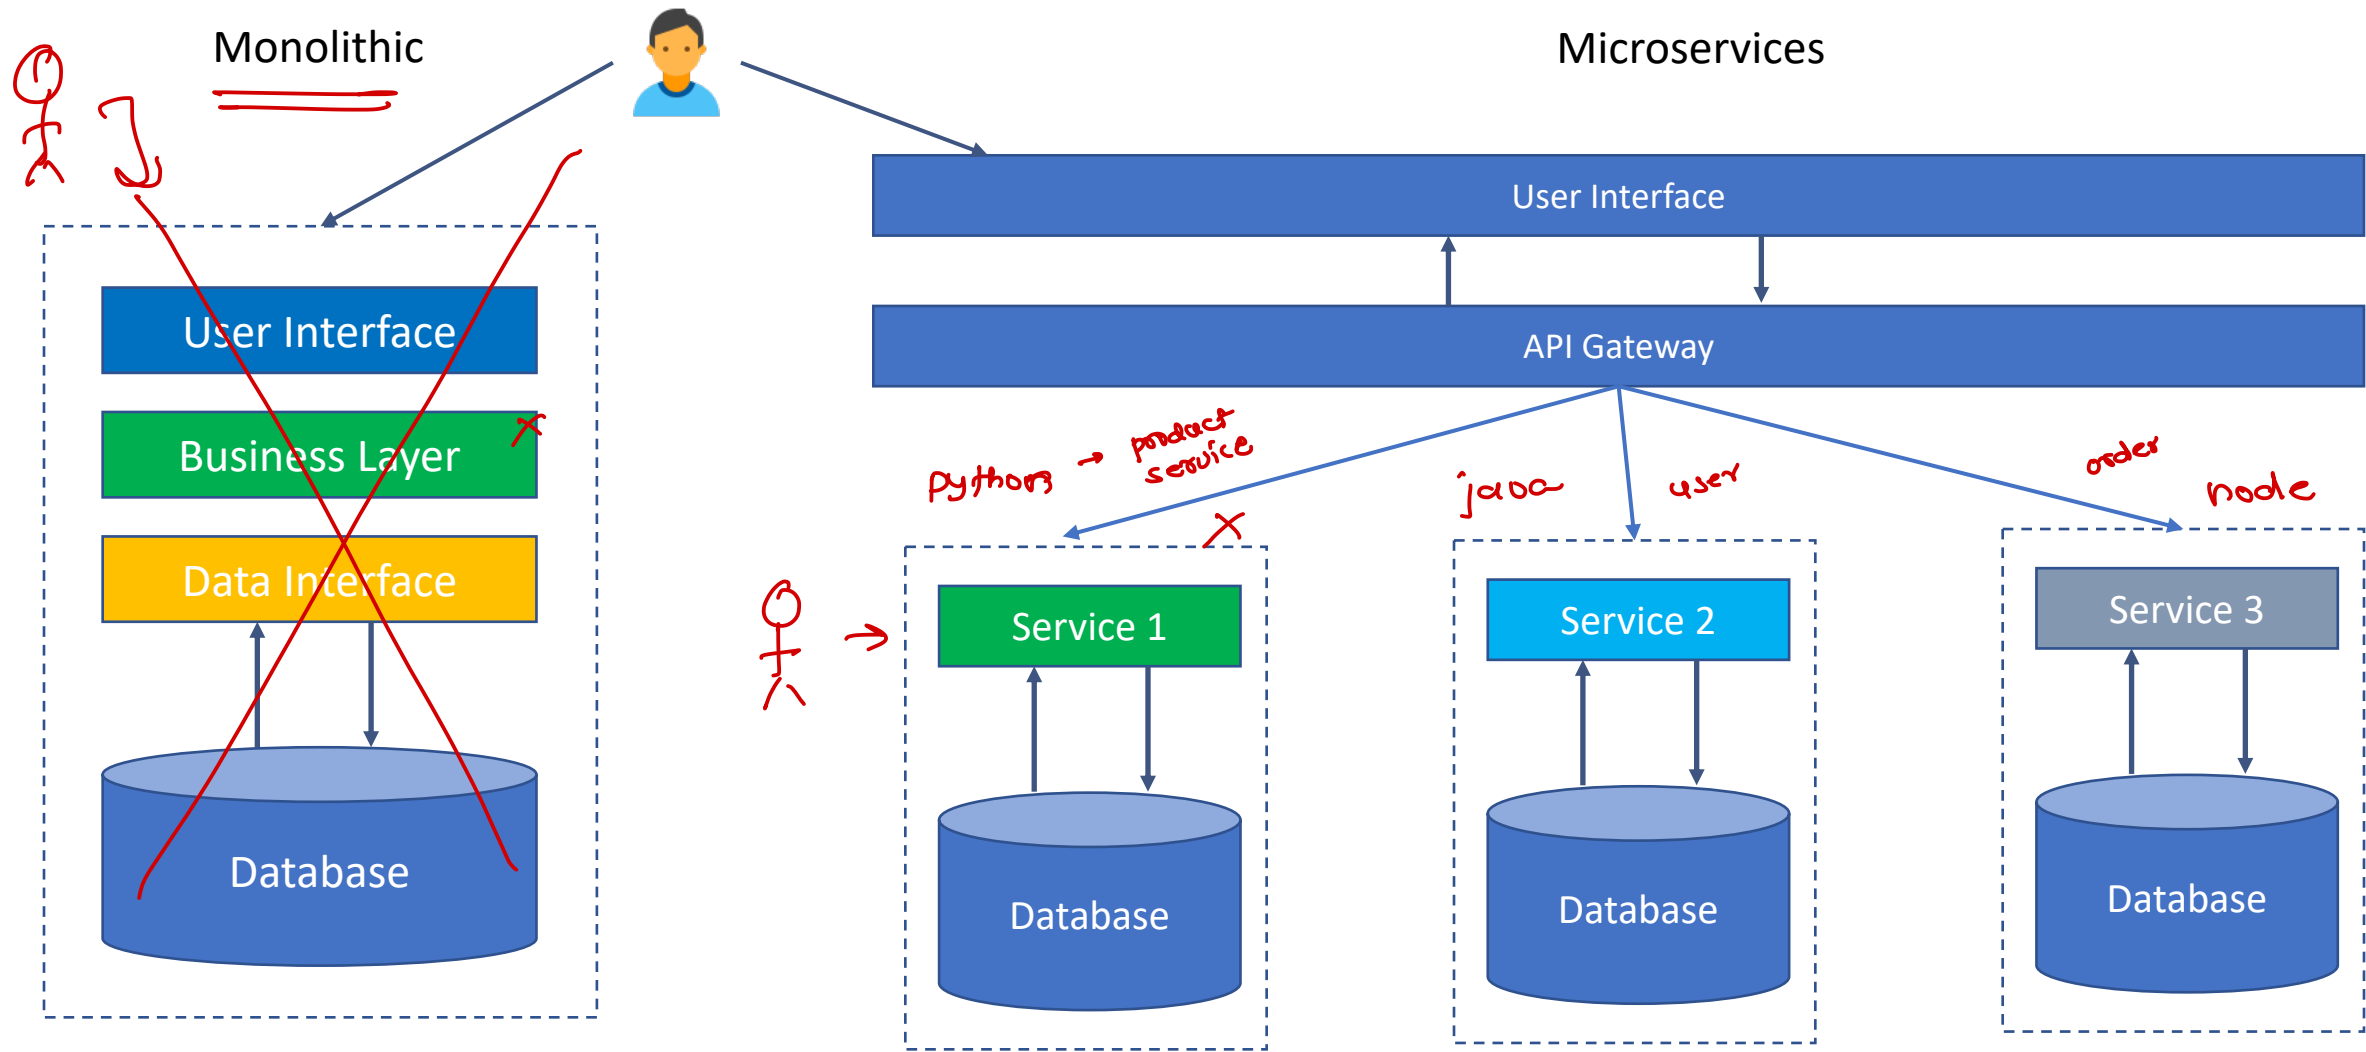 Monolithic
User Interface
Business Layer
Data Interface
Database
Microservices
User Interface
API Gateway
python → product
service
java
user
order
node
Service 1
Database
Service 2
Database
Service 3
Database